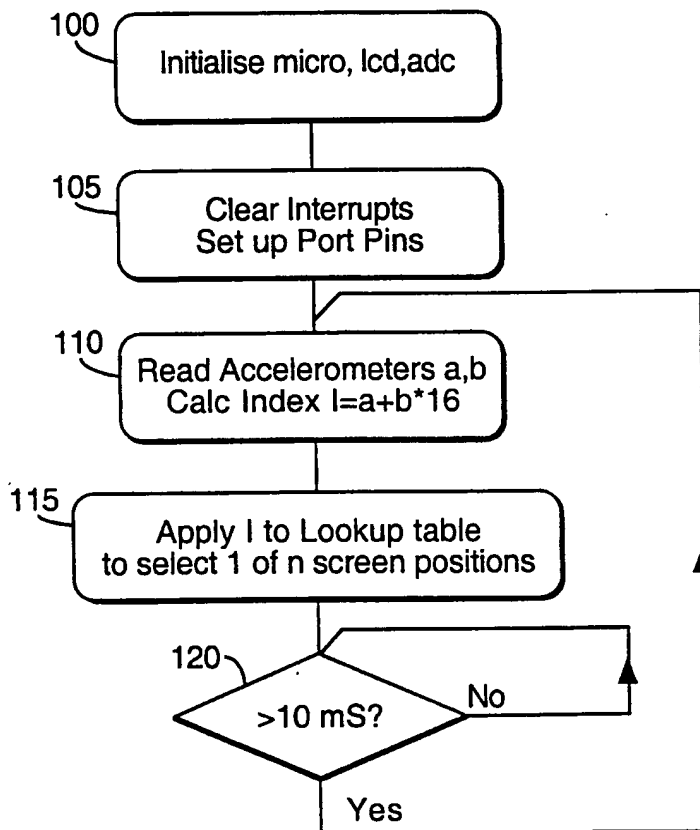 100
Initialise micro, lcd,adc
105
Clear Interrupts
Set up Port Pins
110
Read Accelerometers a,b
Calc Index I=a+b*16
115
Apply I to Lookup table
to select 1 of n screen positions
120
>10 mS?
No
Yes